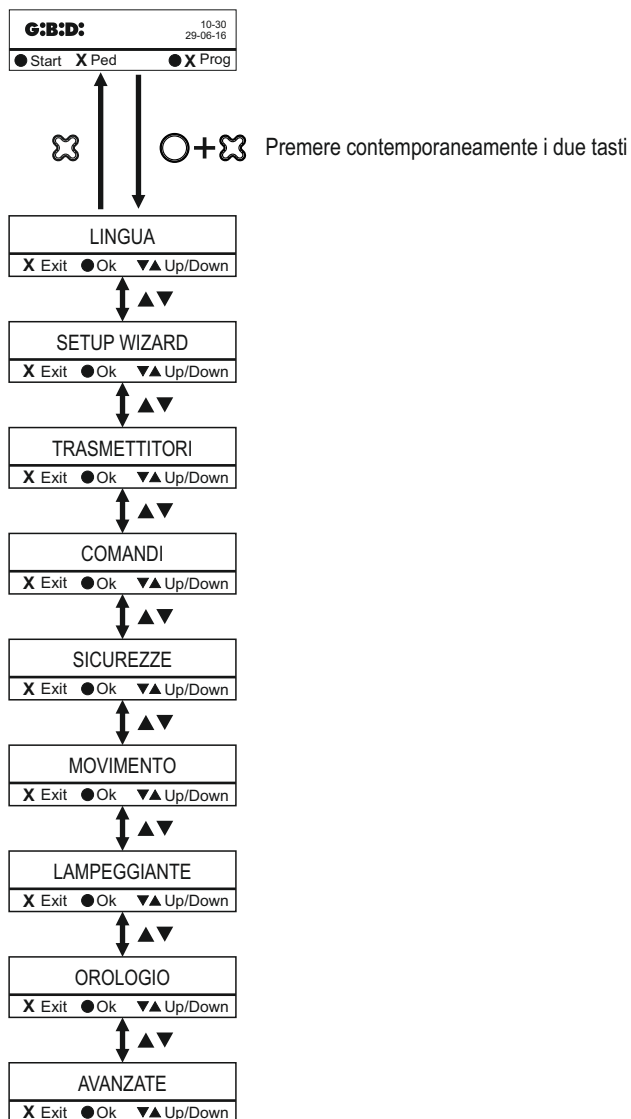 G:B:D: 10-30
29-06-16
● Start X Ped ● X Prog
Premere contemporaneamente i due tasti
LINGUA
X Exit ● Ok ▼▲ Up/Down
▲▼
SETUP WIZARD
X Exit ● Ok ▼▲ Up/Down
▲▼
TRASMETTITORI
X Exit ● Ok ▼▲ Up/Down
▲▼
COMANDI
X Exit ● Ok ▼▲ Up/Down
▲▼
SICUREZZE
X Exit ● Ok ▼▲ Up/Down
▲▼
MOVIMENTO
X Exit ● Ok ▼▲ Up/Down
▲▼
LAMPEGGIANTE
X Exit ● Ok ▼▲ Up/Down
▲▼
OROLOGIO
X Exit ● Ok ▼▲ Up/Down
▲▼
AVANZATE
X Exit ● Ok ▼▲ Up/Down